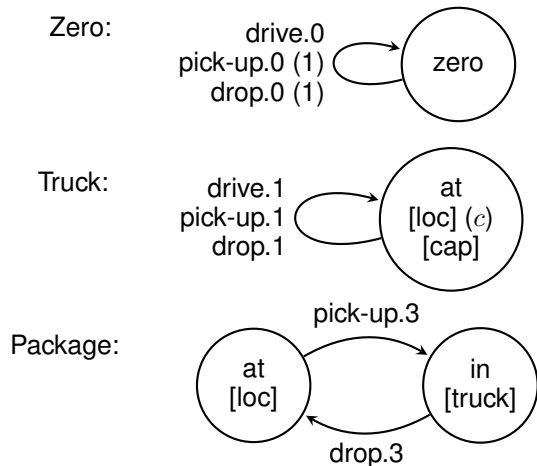 Zero:
drive.0
pick-up.0 (1)
drop.0 (1)
zero
Truck:
drive.1
pick-up.1
drop.1
at
[loc] (c)
[cap]
Package:
pick-up.3
at
[loc]
in
[truck]
drop.3